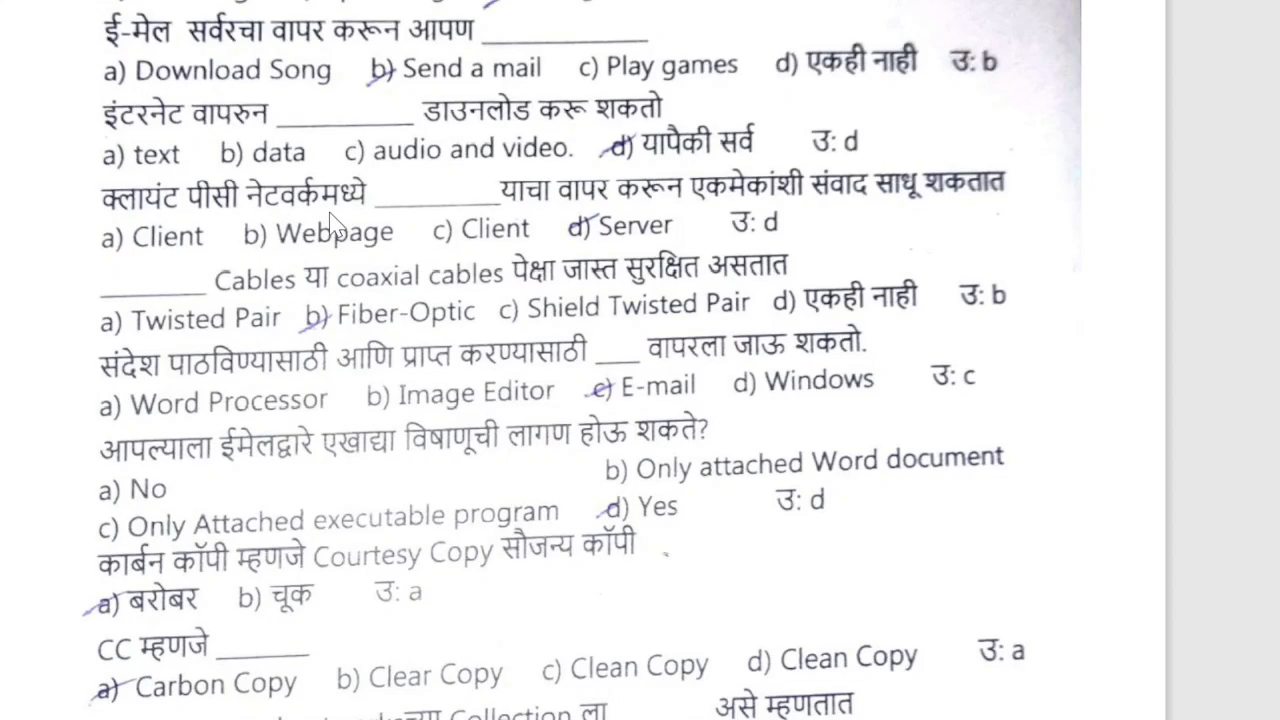 ई-मेल सर्वरचा वापर करून आपण ____________
a) Download Song b) Send a mail c) Play games d) एकही नाही उ: b
इंटरनेट वापरुन __________ डाउनलोड करू शकतो
a) text b) data c) audio and video. d) यापैकी सर्व उ: d
क्लायंट पीसी नेटवर्कमध्ये _________याचा वापर करून एकमेकांशी संवाद साधू शकतात
a) Client b) Webpage c) Client d) Server उ: d
________ Cables या coaxial cables पेक्षा जास्त सुरक्षित असतात
a) Twisted Pair b) Fiber-Optic c) Shield Twisted Pair d) एकही नाही उ: b
संदेश पाठविण्यासाठी आणि प्राप्त करण्यासाठी ___ वापरला जाऊ शकतो.
a) Word Processor b) Image Editor c) E-mail d) Windows उ: c
आपल्याला ईमेलद्वारे एखाद्या विषाणूची लागण होऊ शकते?
a) No b) Only attached Word document
c) Only Attached executable program d) Yes उ: d
कार्बन कॉपी म्हणजे Courtesy Copy सौजन्य कॉपी
a) बरोबर b) चूक उ: a
CC म्हणजे _______
a) Carbon Copy b) Clear Copy c) Clean Copy d) Clean Copy उ: a
Collection ला ________ असे म्हणतात